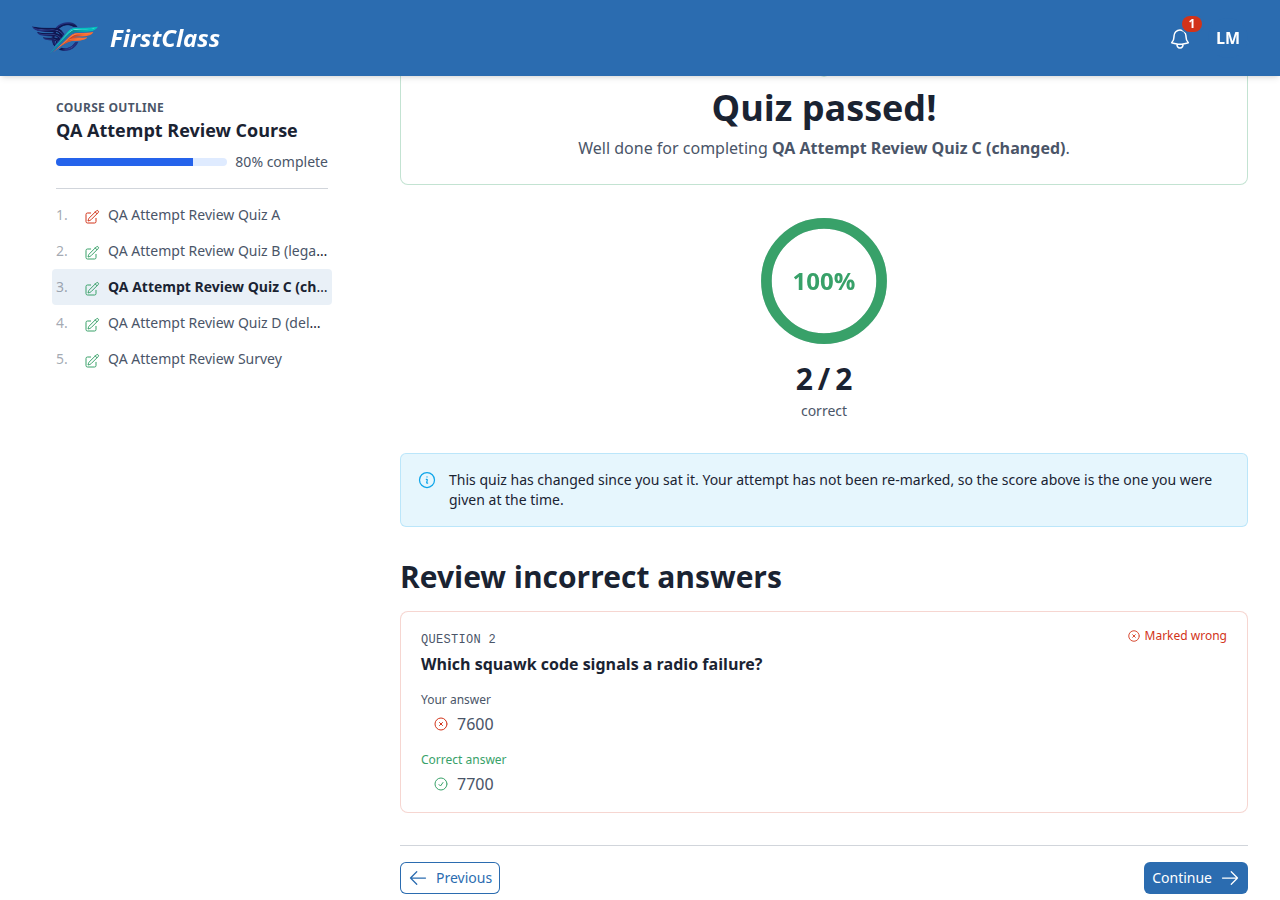 FirstClass
1
LM
COURSE OUTLINE
QA Attempt Review Course
80% complete
1. QA Attempt Review Quiz A
2. QA Attempt Review Quiz B (lega...
3. QA Attempt Review Quiz C (ch...
4. QA Attempt Review Quiz D (del...
5. QA Attempt Review Survey
Quiz passed!
Well done for completing QA Attempt Review Quiz C (changed).
100%
2 / 2
correct
This quiz has changed since you sat it. Your attempt has not been re-marked, so the score above is the one you were
given at the time.
Review incorrect answers
QUESTION 2
Marked wrong
Which squawk code signals a radio failure?
Your answer
7600
Correct answer
7700
Previous
Continue